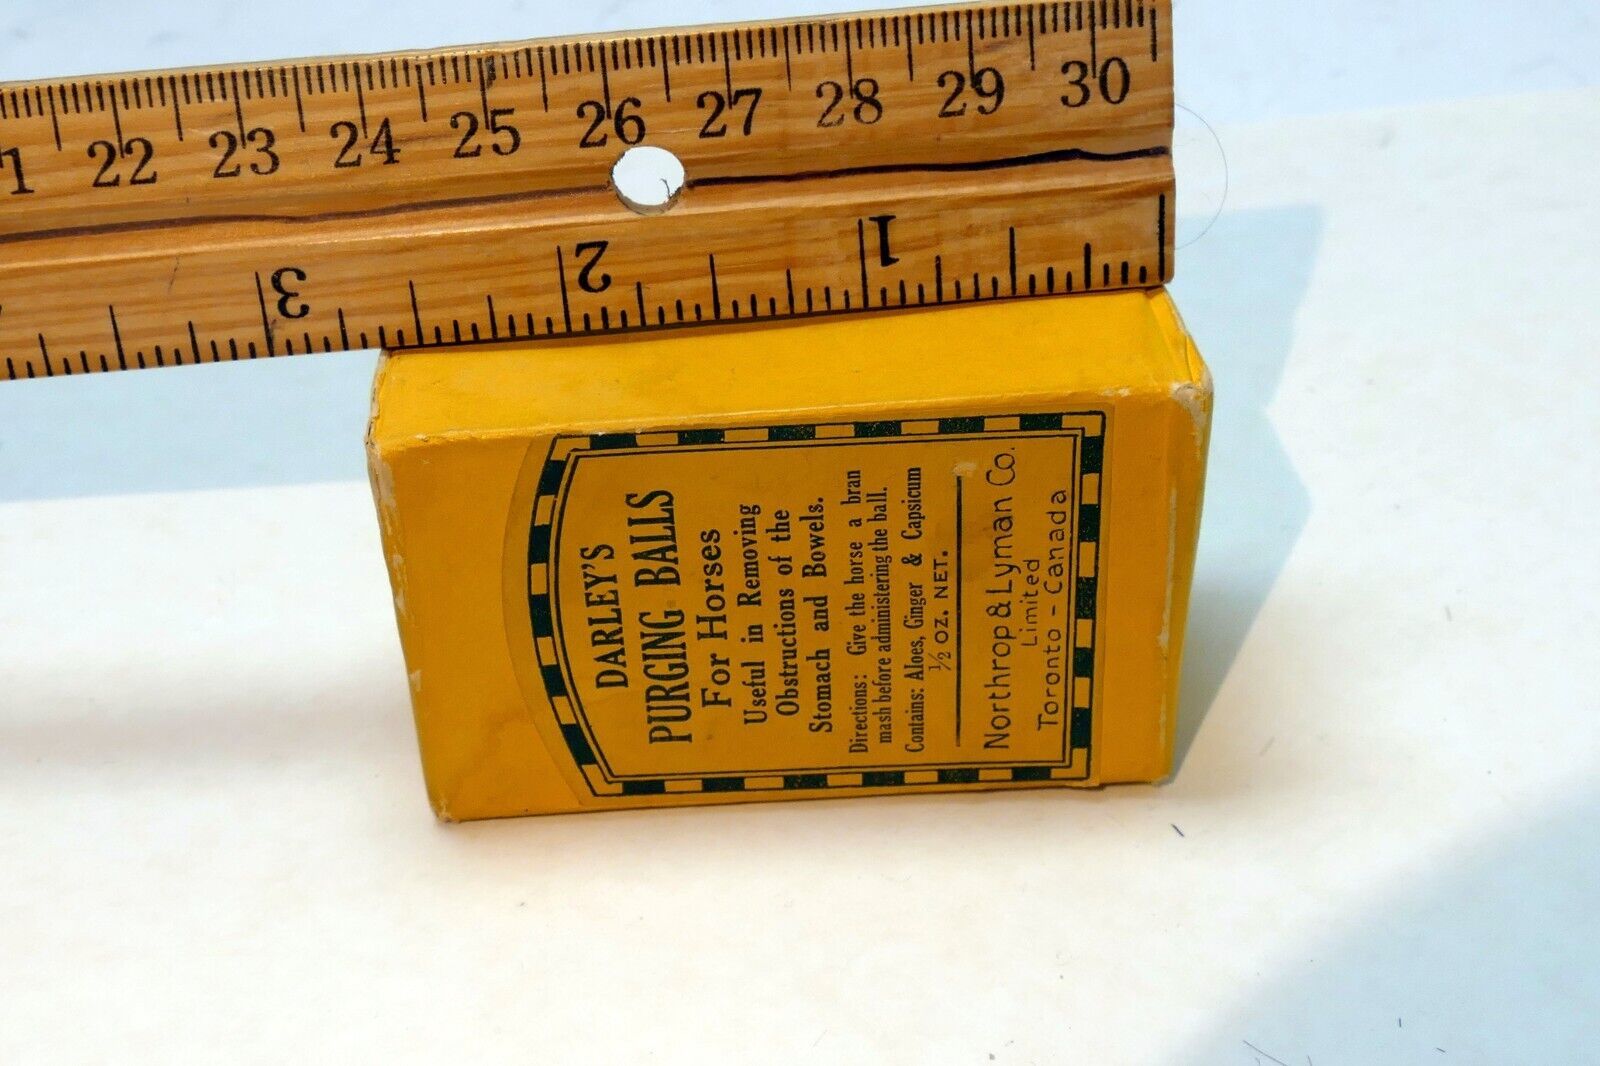 1 22 23 24 25 26 27 28 29 30
3 2 1
DARLEY'S
PURGING BALLS
For Horses
Useful in Removing
Obstructions of the
Stomach and Bowels.
Directions: Give the horse a bran
mash before administering the ball.
Contains: Aloes, Ginger & Capsicum
½ OZ. NET.
Northrop & Lyman Co.
Limited
Toronto - Canada